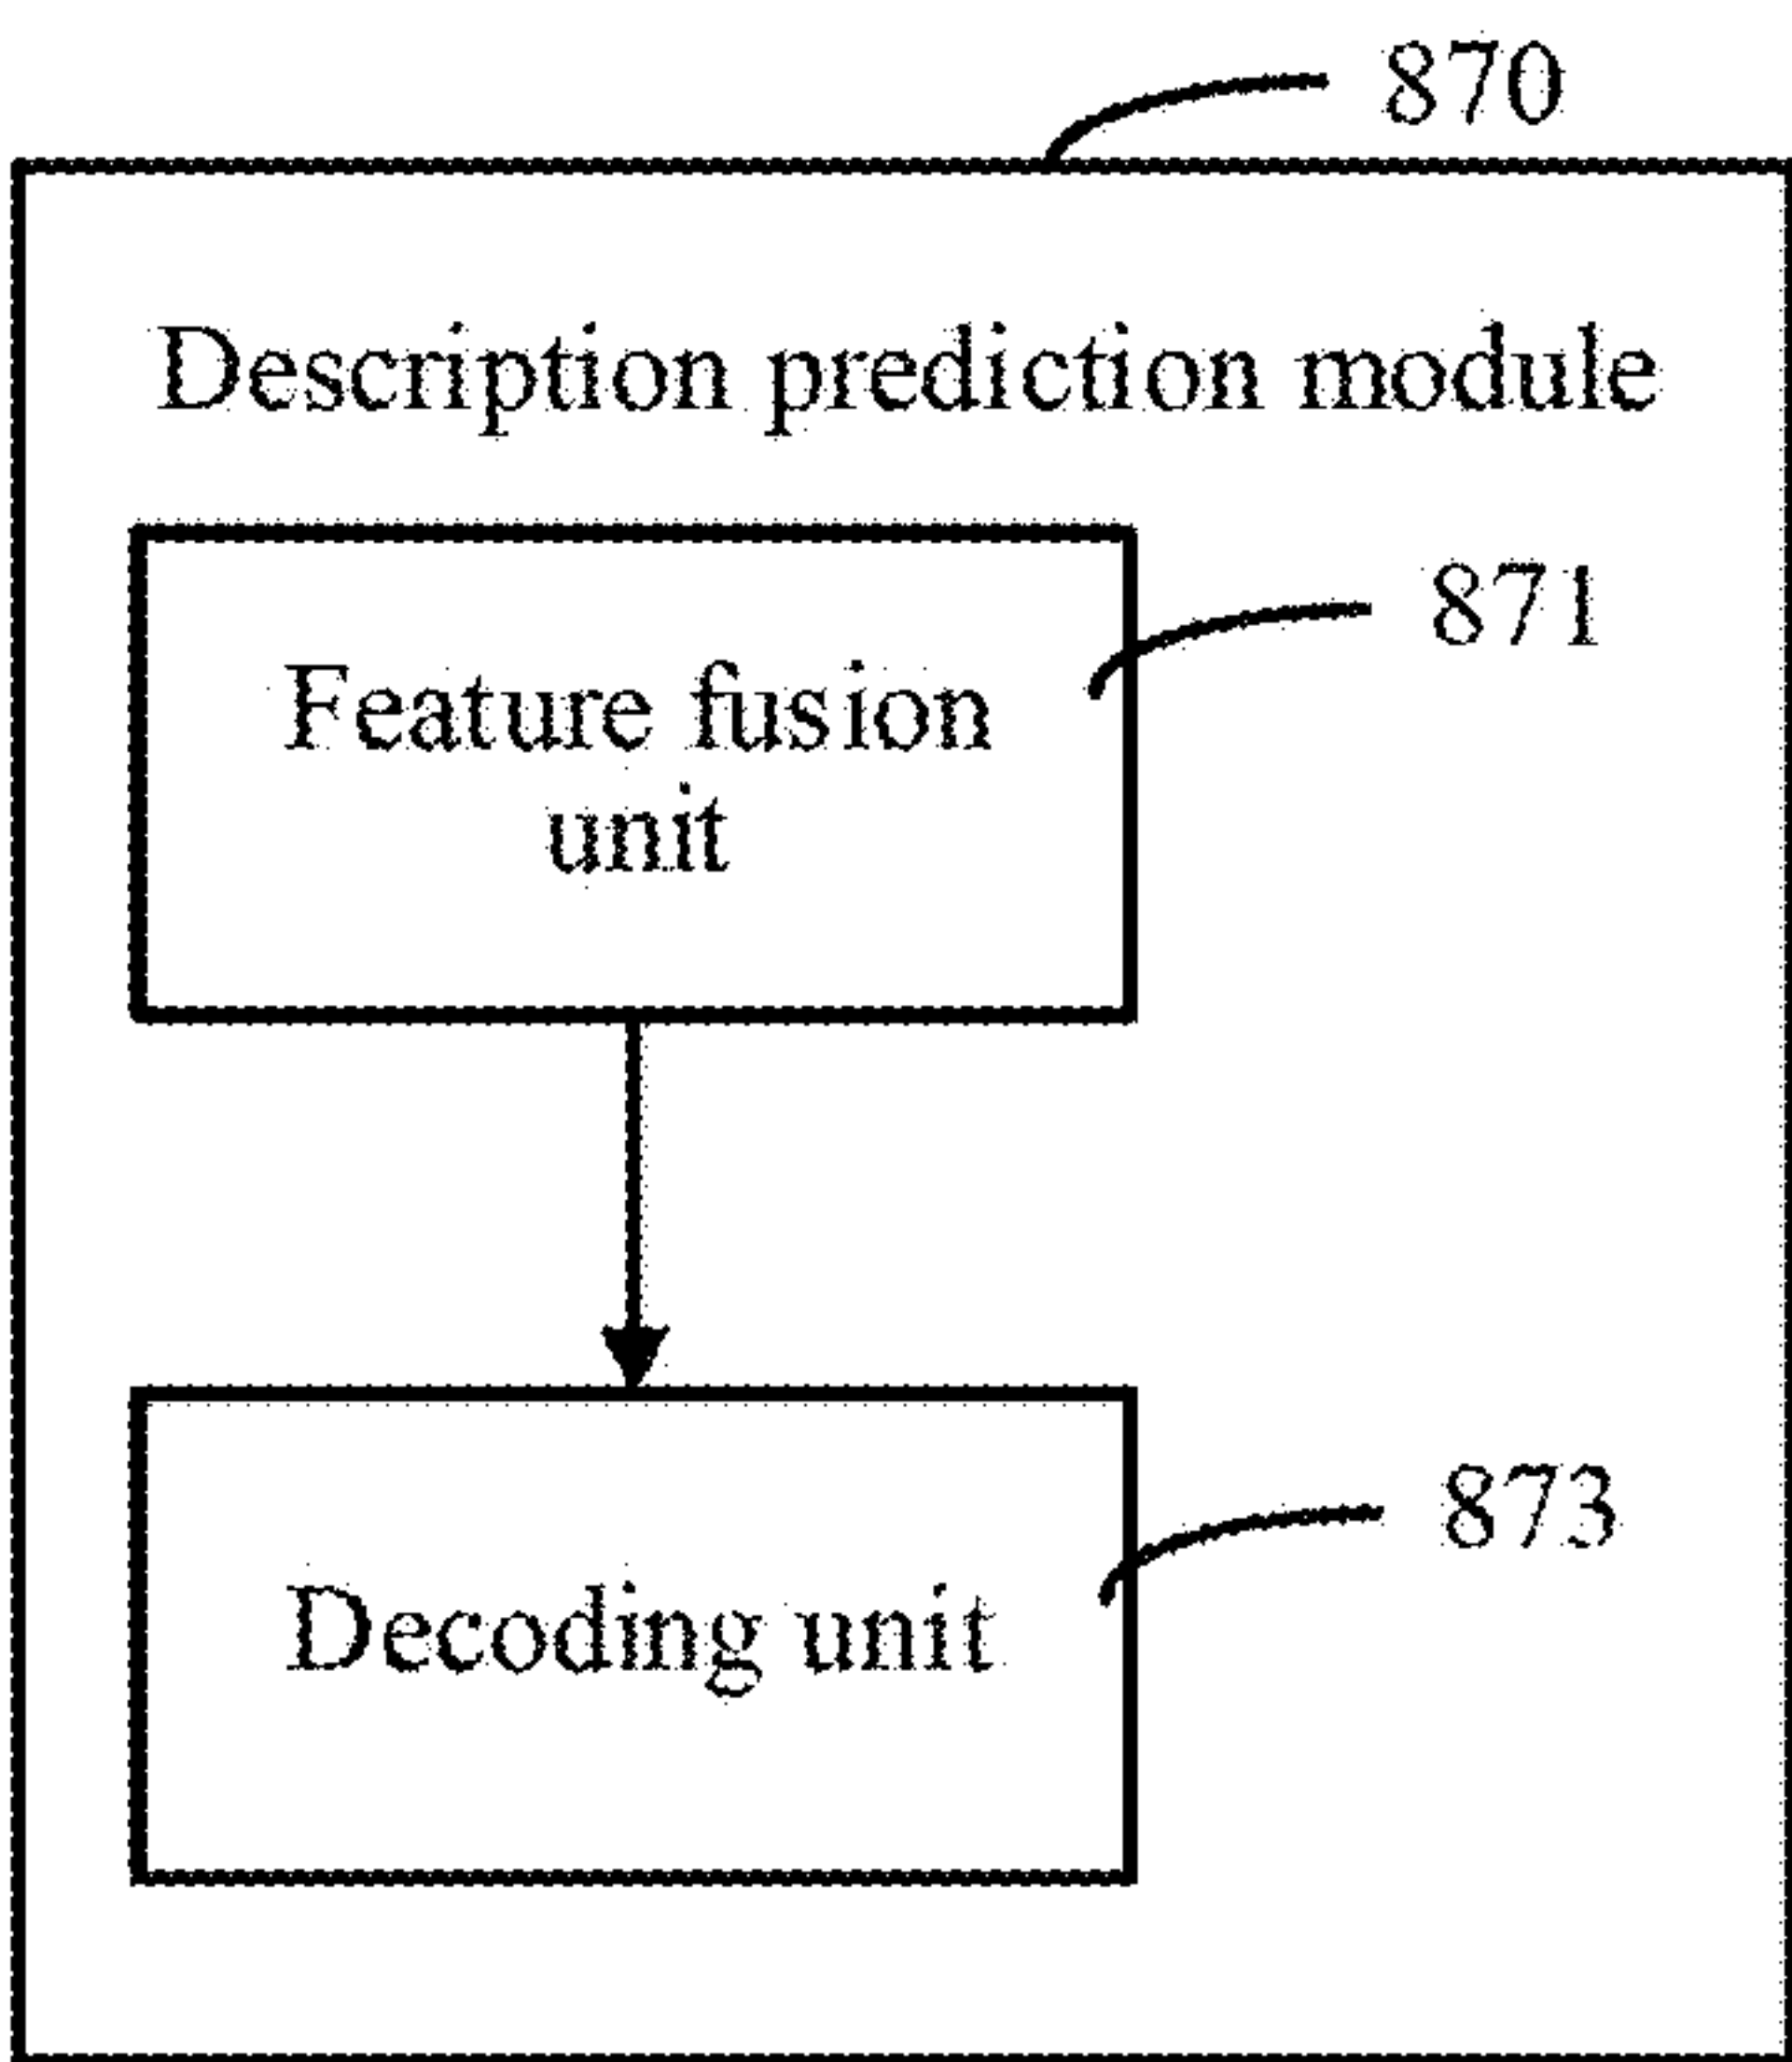 870
Description prediction module
871
Feature fusion
unit
873
Decoding unit